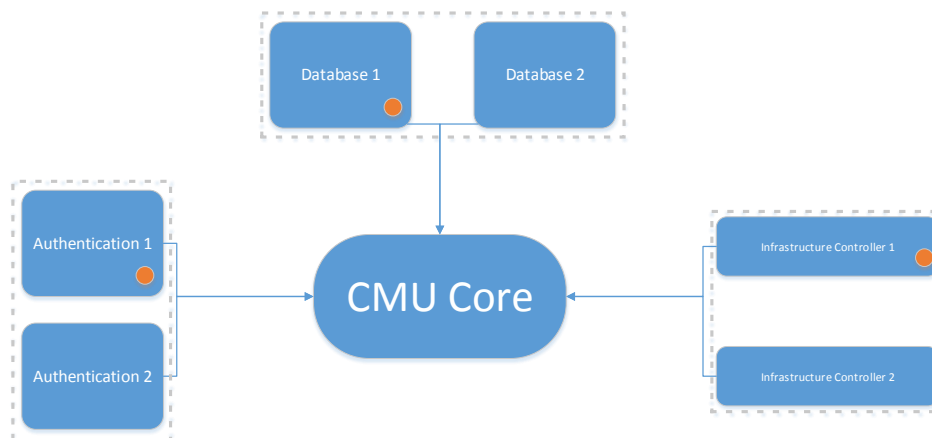 Database 1
Database 2
Authentication 1
Infrastructure Controller 1
CMU Core
Authentication 2
Infrastructure Controller 2